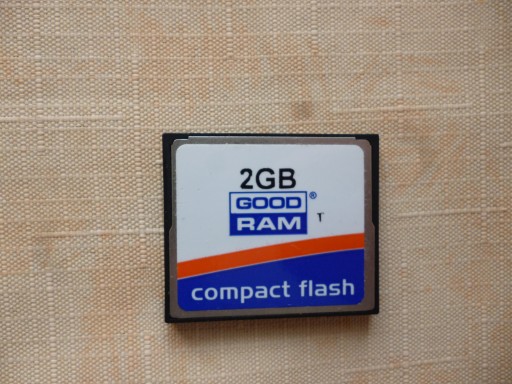 2GB
GOOD®
RAM T
compact flash